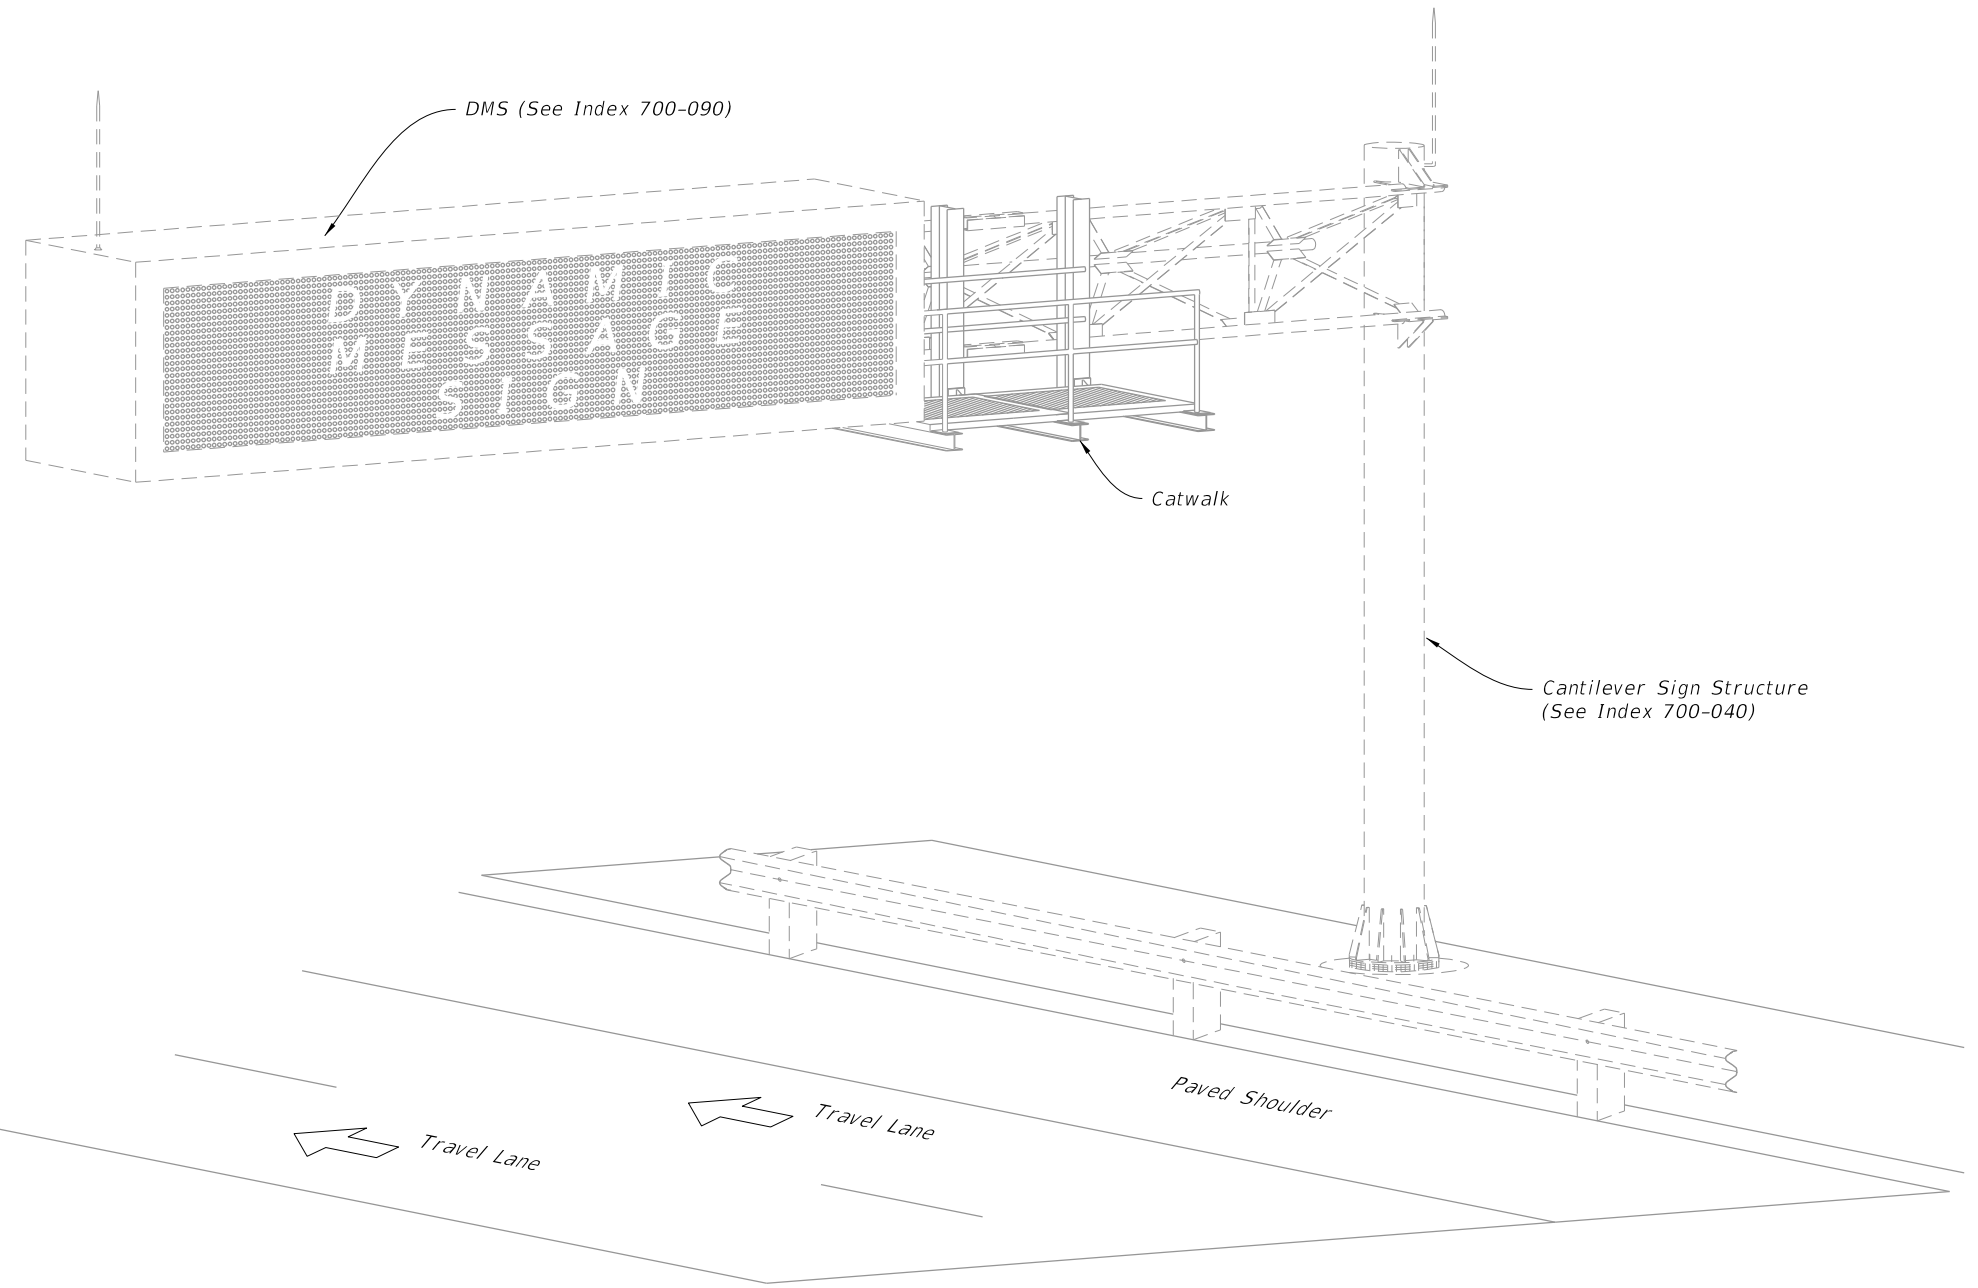 DMS (See Index 700-090)
DYNAMIC
MESSAGE
SIGN
Catwalk
Cantilever Sign Structure
(See Index 700-040)
Paved Shoulder
Travel Lane
Travel Lane